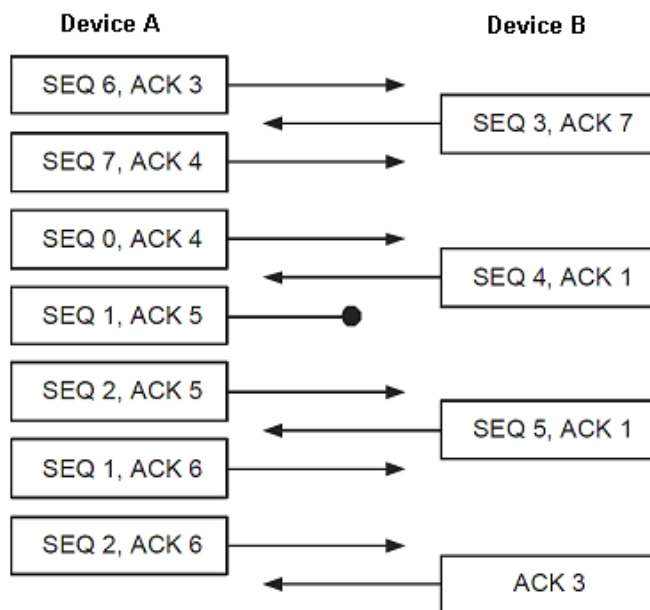 Device A
Device B
SEQ 6, ACK 3
SEQ 3, ACK 7
SEQ 7, ACK 4
SEQ 0, ACK 4
SEQ 4, ACK 1
SEQ 1, ACK 5
SEQ 2, ACK 5
SEQ 5, ACK 1
SEQ 1, ACK 6
SEQ 2, ACK 6
ACK 3